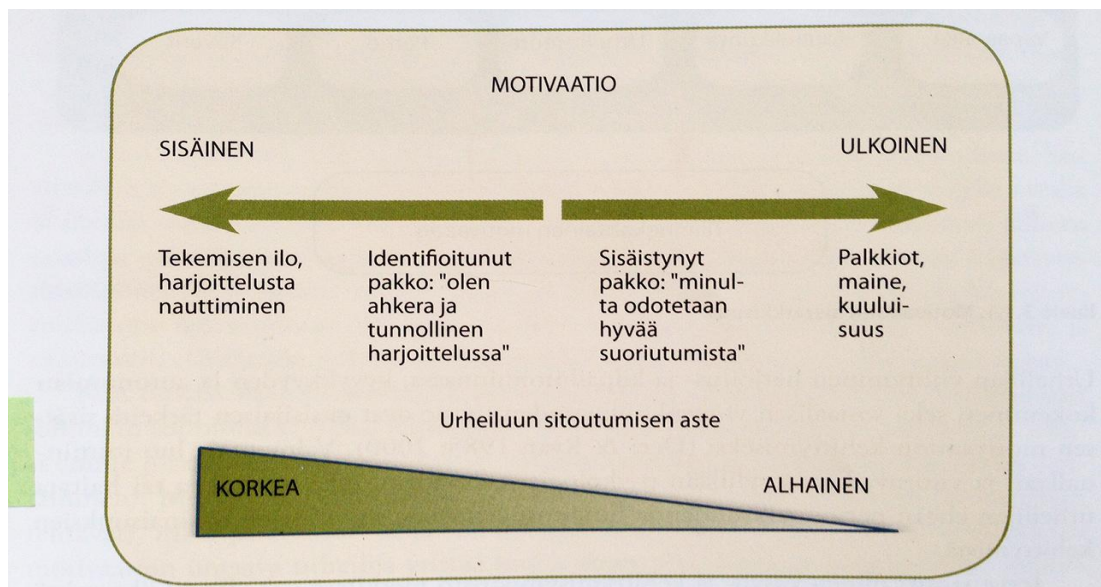 MOTIVAATIO
SISÄINEN
ULKOINEN
Tekemisen ilo,
harjoittelusta
nauttiminen
Identifioitunut
pakko: "olen
ahkera ja
tunnollinen
harjoittelussa"
Sisäistynyt
pakko: "minul-
ta odotetaan
hyvää
suoriutumista"
Palkkiot,
maine,
kuului-
suus
Urheiluun sitoutumisen aste
KORKEA
ALHAINEN